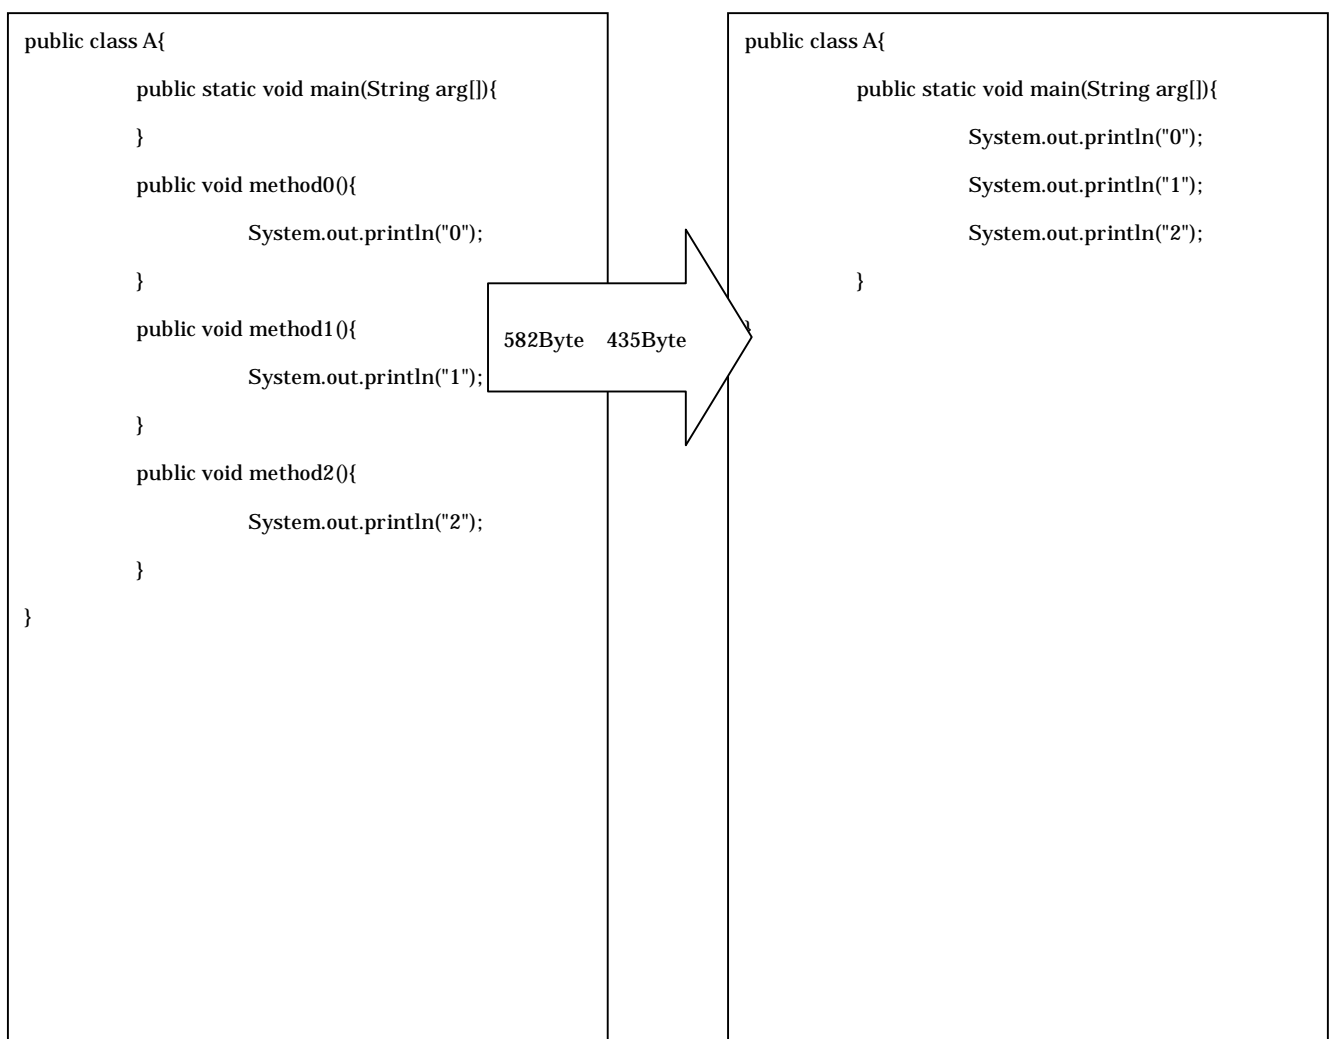 public class A{
public static void main(String arg[]){
}
public void method0(){
System.out.println("0");
}
public void method1(){
System.out.println("1");
}
public void method2(){
System.out.println("2");
}
}
582Byte 435Byte
public class A{
public static void main(String arg[]){
System.out.println("0");
System.out.println("1");
System.out.println("2");
}
}